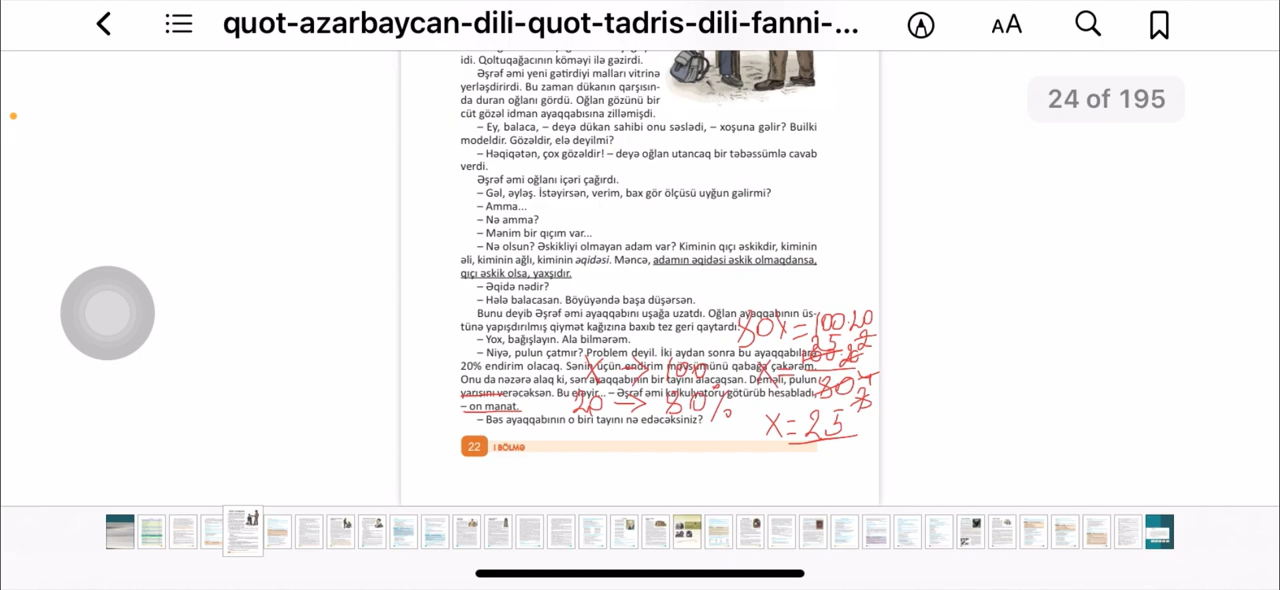 quot-azarbaycan-dili-quot-tadris-dili-fanni-...
AA
24 of 195
idi. Qoltuqağacının köməyi ilə gəzirdi.
Əşrəf əmi yeni gətirdiyi malları vitrinə
yerləşdirirdi. Bu zaman dükanın qarşısın-
da duran oğlanı gördü. Oğlan gözünü bir
cüt gözəl idman ayaqqabısına zilləmişdi.
– Ey, balaca, – deyə dükan sahibi onu səslədi, – xoşuna gəlir? Builki
modeldir. Gözəldir, elə deyilmi?
– Həqiqətən, çox gözəldir! – deyə oğlan utancaq bir təbəssümlə cavab
verdi.
Əşrəf əmi oğlanı içəri çağırdı.
– Gəl, əyləş. İstəyirsən, verim, bax gör ölçüsü uyğun gəlirmi?
– Amma...
– Nə amma?
– Mənim bir qıçım var...
– Nə olsun? Əskikliyi olmayan adam var? Kiminin qıçı əskikdir, kiminin
əli, kiminin ağlı, kiminin əqidəsi. Məncə, adamın əqidəsi əskik olmaqdansa,
qıçı əskik olsa, yaxşıdır.
– Əqidə nədir?
– Hələ balacasan. Böyüyəndə başa düşərsən.
Bunu deyib Əşrəf əmi ayaqqabını uşağa uzatdı. Oğlan ayaqqabının üs-
tünə yapışdırılmış qiymət kağızına baxıb tez geri qaytardı:
80x = 100·20
– Yox, bağışlayın. Ala bilmərəm.
– Niyə, pulun çatmır? Problem deyil. İki aydan sonra bu ayaqqabılara
20% endirim olacaq. Sənin üçün endirim mövsümünü qabağa çəkərəm.
x → 100
Onu da nəzərə alaq ki, sən ayaqqabının bir tayını alacaqsan. Deməli, pulun
yarısını verəcəksən. Bu eləyir... – Əşrəf əmi kalkulyatoru götürüb hesabladı,
20 → 80%
– on manat.
– Bəs ayaqqabının o biri tayını nə edəcəksiniz?
x = 25
22 I BÖLMƏ